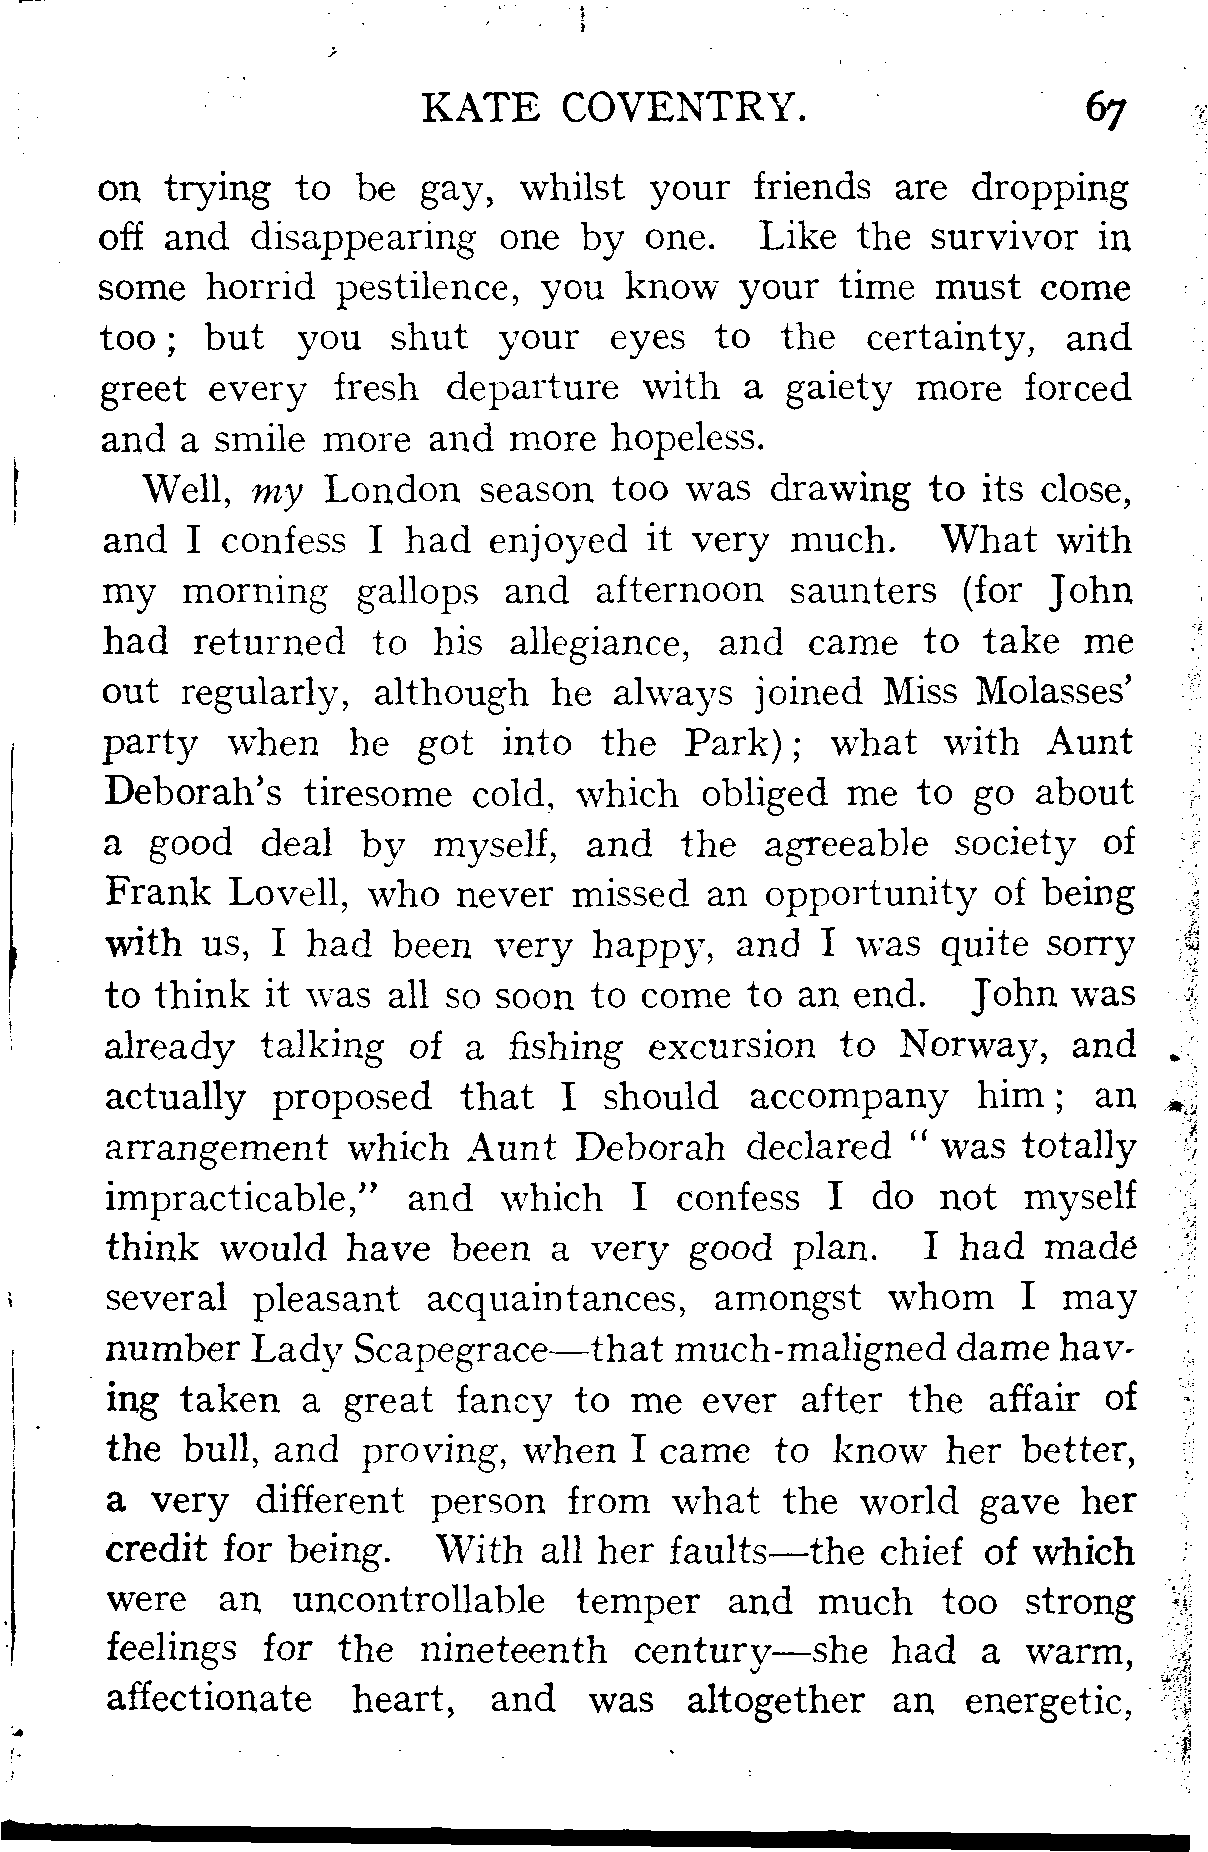 KATE COVENTRY. 67
on trying to be gay, whilst your friends are dropping
off and disappearing one by one. Like the survivor in
some horrid pestilence, you know your time must come
too ; but you shut your eyes to the certainty, and
greet every fresh departure with a gaiety more forced
and a smile more and more hopeless.
Well, my London season too was drawing to its close,
and I confess I had enjoyed it very much. What with
my morning gallops and afternoon saunters (for John
had returned to his allegiance, and came to take me
out regularly, although he always joined Miss Molasses'
party when he got into the Park) ; what with Aunt
Deborah's tiresome cold, which obliged me to go about
a good deal by myself, and the agreeable society of
Frank Lovell, who never missed an opportunity of being
with us, I had been very happy, and I was quite sorry
to think it was all so soon to come to an end. John was
already talking of a fishing excursion to Norway, and
actually proposed that I should accompany him ; an
arrangement which Aunt Deborah declared " was totally
impracticable," and which I confess I do not myself
think would have been a very good plan. I had made
several pleasant acquaintances, amongst whom I may
number Lady Scapegrace—that much-maligned dame hav-
ing taken a great fancy to me ever after the affair of
the bull, and proving, when I came to know her better,
a very different person from what the world gave her
credit for being. With all her faults—the chief of which
were an uncontrollable temper and much too strong
feelings for the nineteenth century—she had a warm,
affectionate heart, and was altogether an energetic,